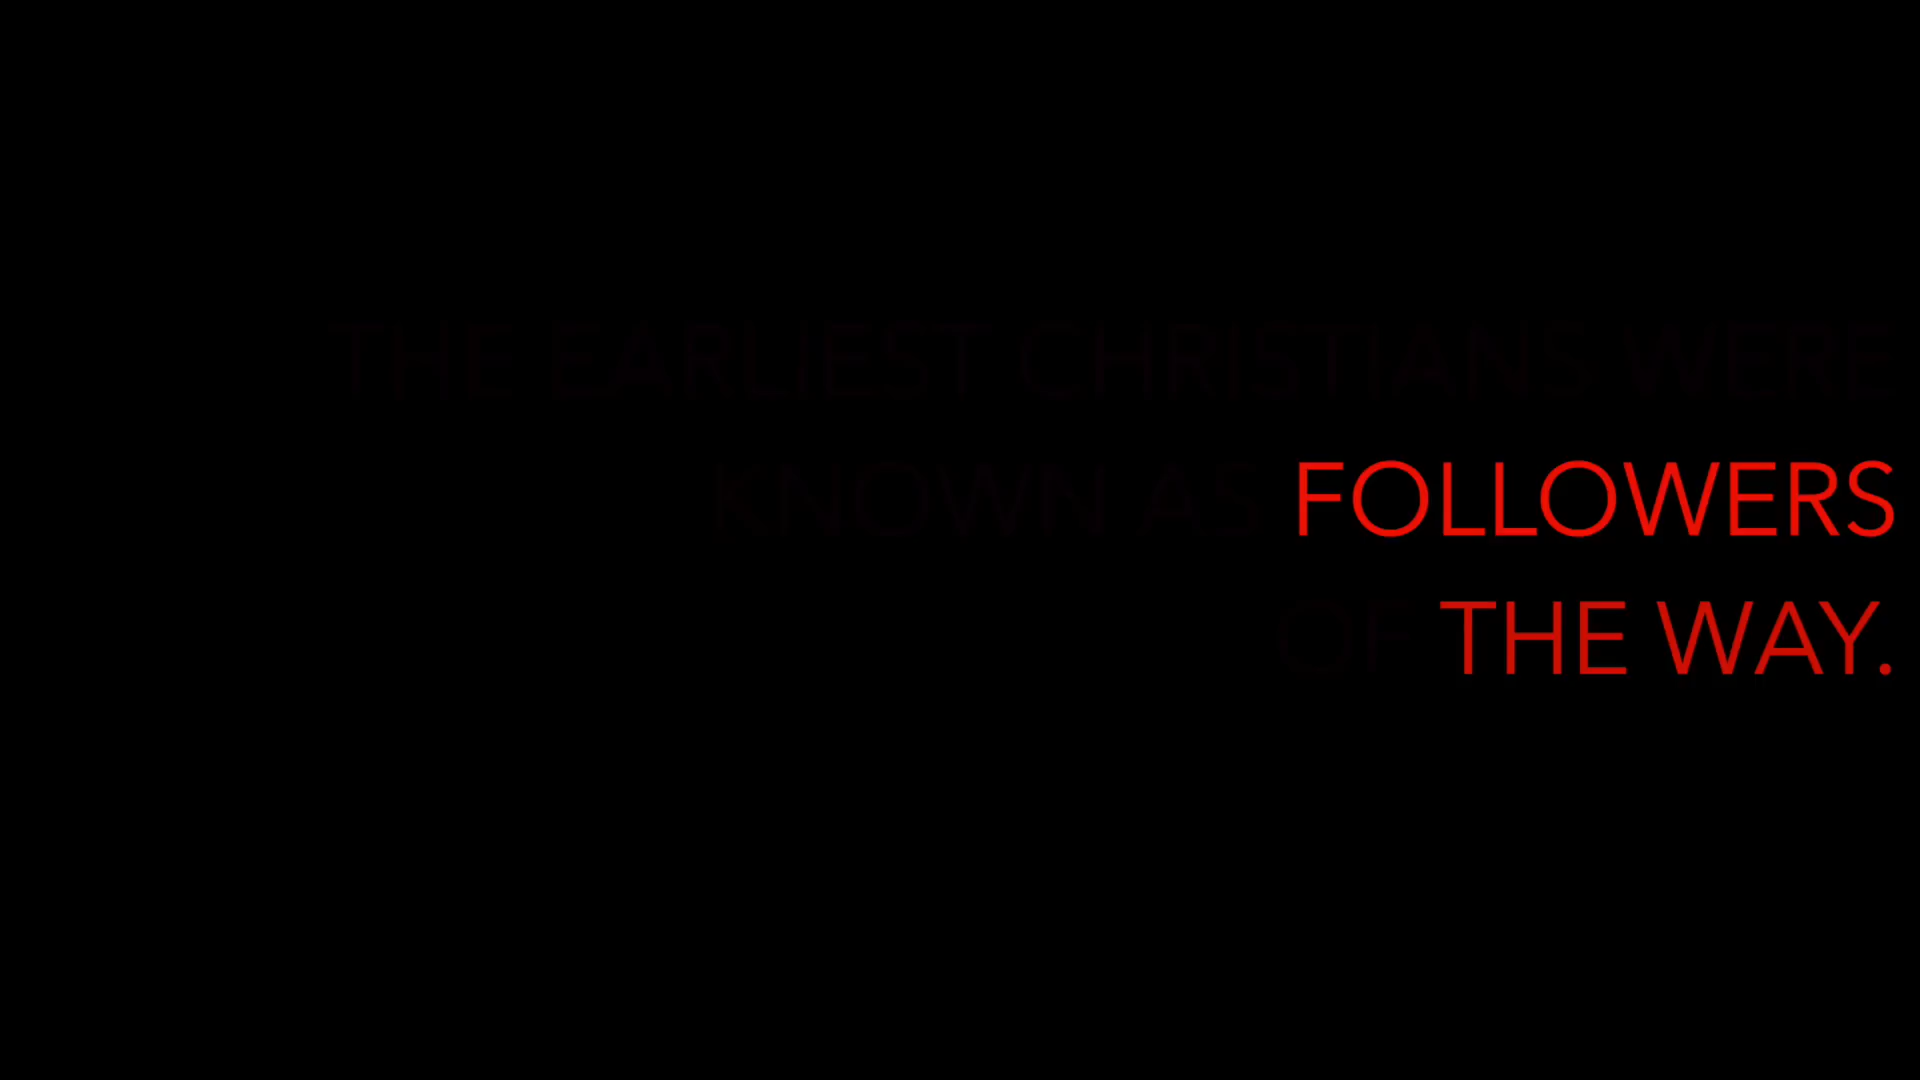 THE EARLIEST CHRISTIANS WERE
KNOWN AS FOLLOWERS
OF THE WAY.